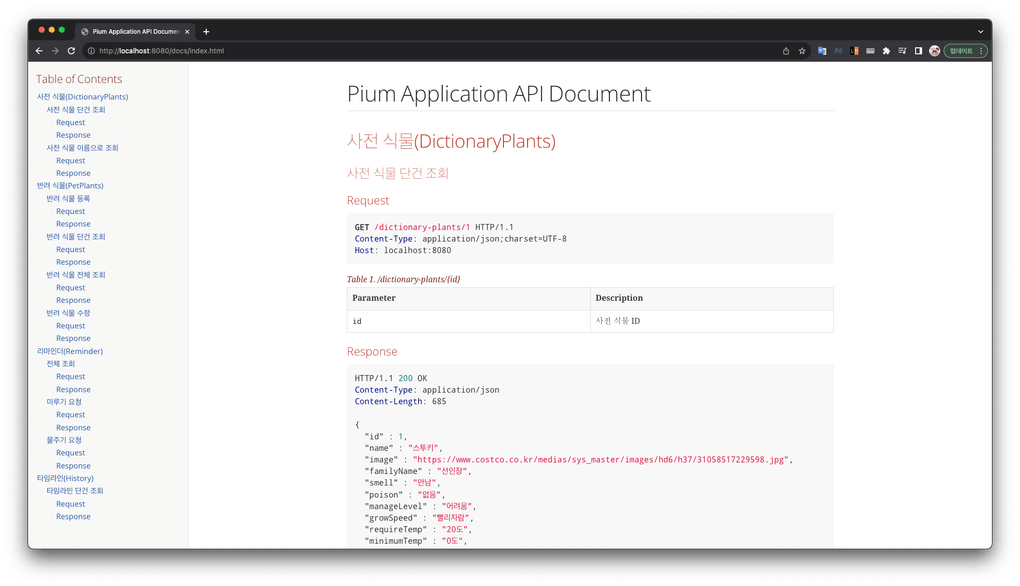 Pium Application API Documen
http://localhost:8080/docs/index.html
업데이트
Table of Contents
사전 식물(DictionaryPlants)
사전 식물 단건 조회
Request
Response
사전 식물 이름으로 조회
Request
Response
반려 식물(PetPlants)
반려 식물 등록
Request
Response
반려 식물 단건 조회
Request
Response
반려 식물 전체 조회
Request
Response
반려 식물 수정
Request
Response
리마인더(Reminder)
전체 조회
Request
Response
미루기 요청
Request
Response
물주기 요청
Request
Response
타임라인(History)
타임라인 단건 조회
Request
Response
Pium Application API Document
사전 식물(DictionaryPlants)
사전 식물 단건 조회
Request
GET /dictionary-plants/1 HTTP/1.1
Content-Type: application/json;charset=UTF-8
Host: localhost:8080
Table 1. /dictionary-plants/{id}
Parameter Description
id 사전 식물 ID
Response
HTTP/1.1 200 OK
Content-Type: application/json
Content-Length: 685
{
"id" : 1,
"name" : "스투키",
"image" : "https://www.costco.co.kr/medias/sys_master/images/hd6/h37/31058517229598.jpg",
"familyName" : "선민장",
"smell" : "안남",
"poison" : "없음",
"manageLevel" : "어려움",
"growSpeed" : "빨리자람",
"requireTemp" : "20도",
"minimumTemp" : "0도",